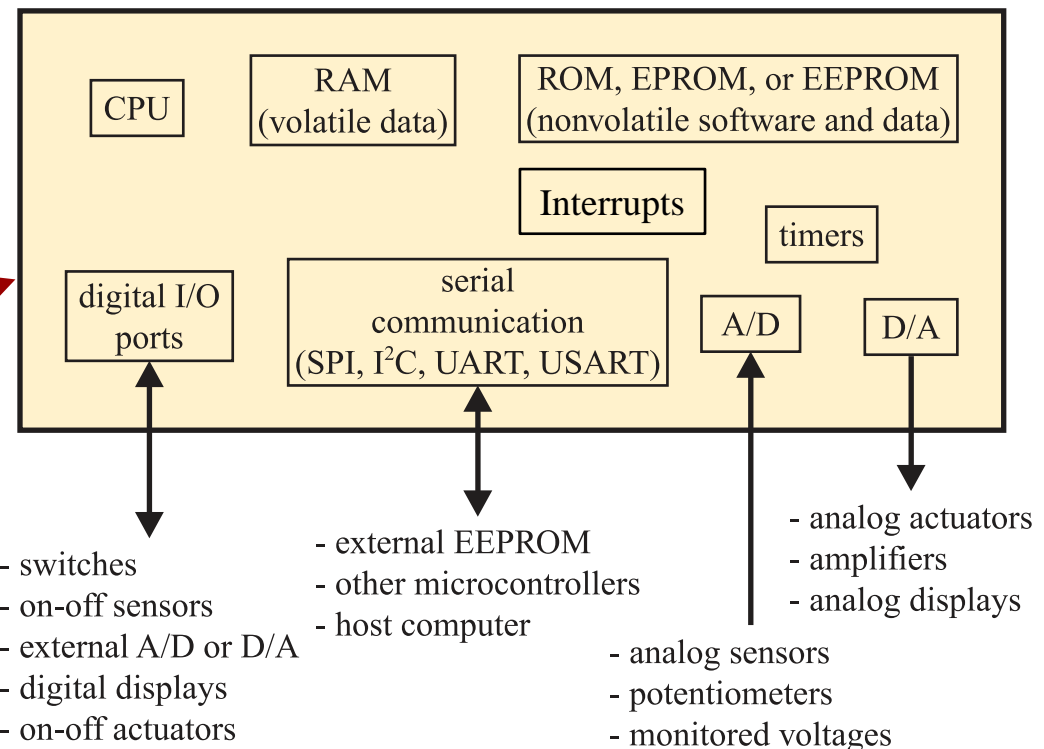 CPU
RAM
(volatile data)
ROM, EPROM, or EEPROM
(nonvolatile software and data)
Interrupts
timers
digital I/O
ports
serial
communication
(SPI, I²C, UART, USART)
A/D
D/A
- switches
- on-off sensors
- external A/D or D/A
- digital displays
- on-off actuators
- external EEPROM
- other microcontrollers
- host computer
- analog sensors
- potentiometers
- monitored voltages
- analog actuators
- amplifiers
- analog displays